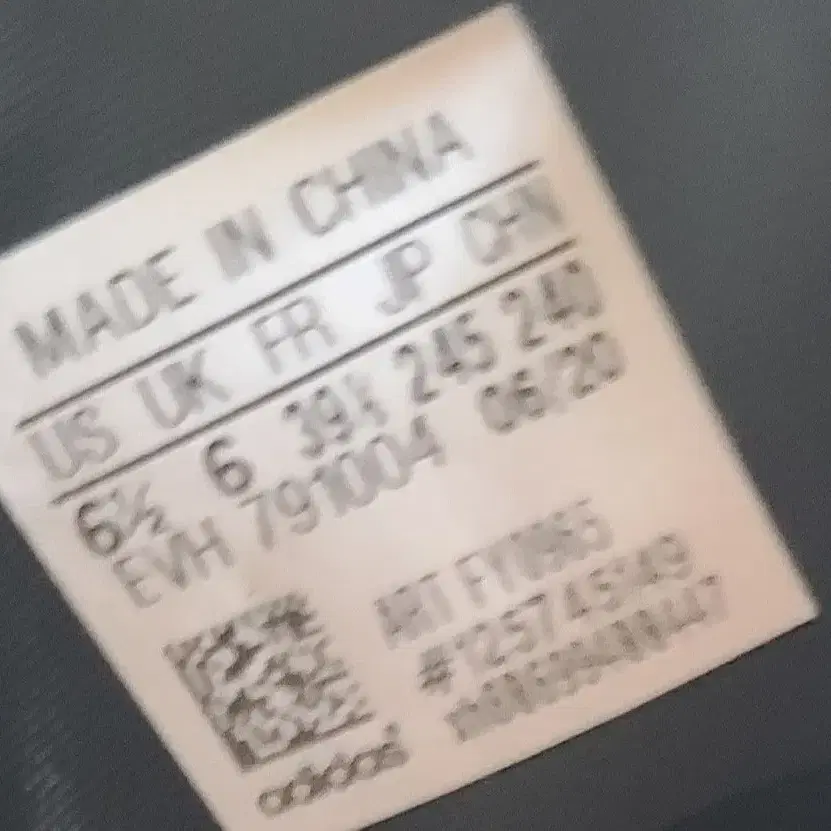 MADE IN CHINA
US UK FR JP CHN
6½ 6 39⅓ 245 240
EVH 791004 06/20
ART
#125745149
adidas